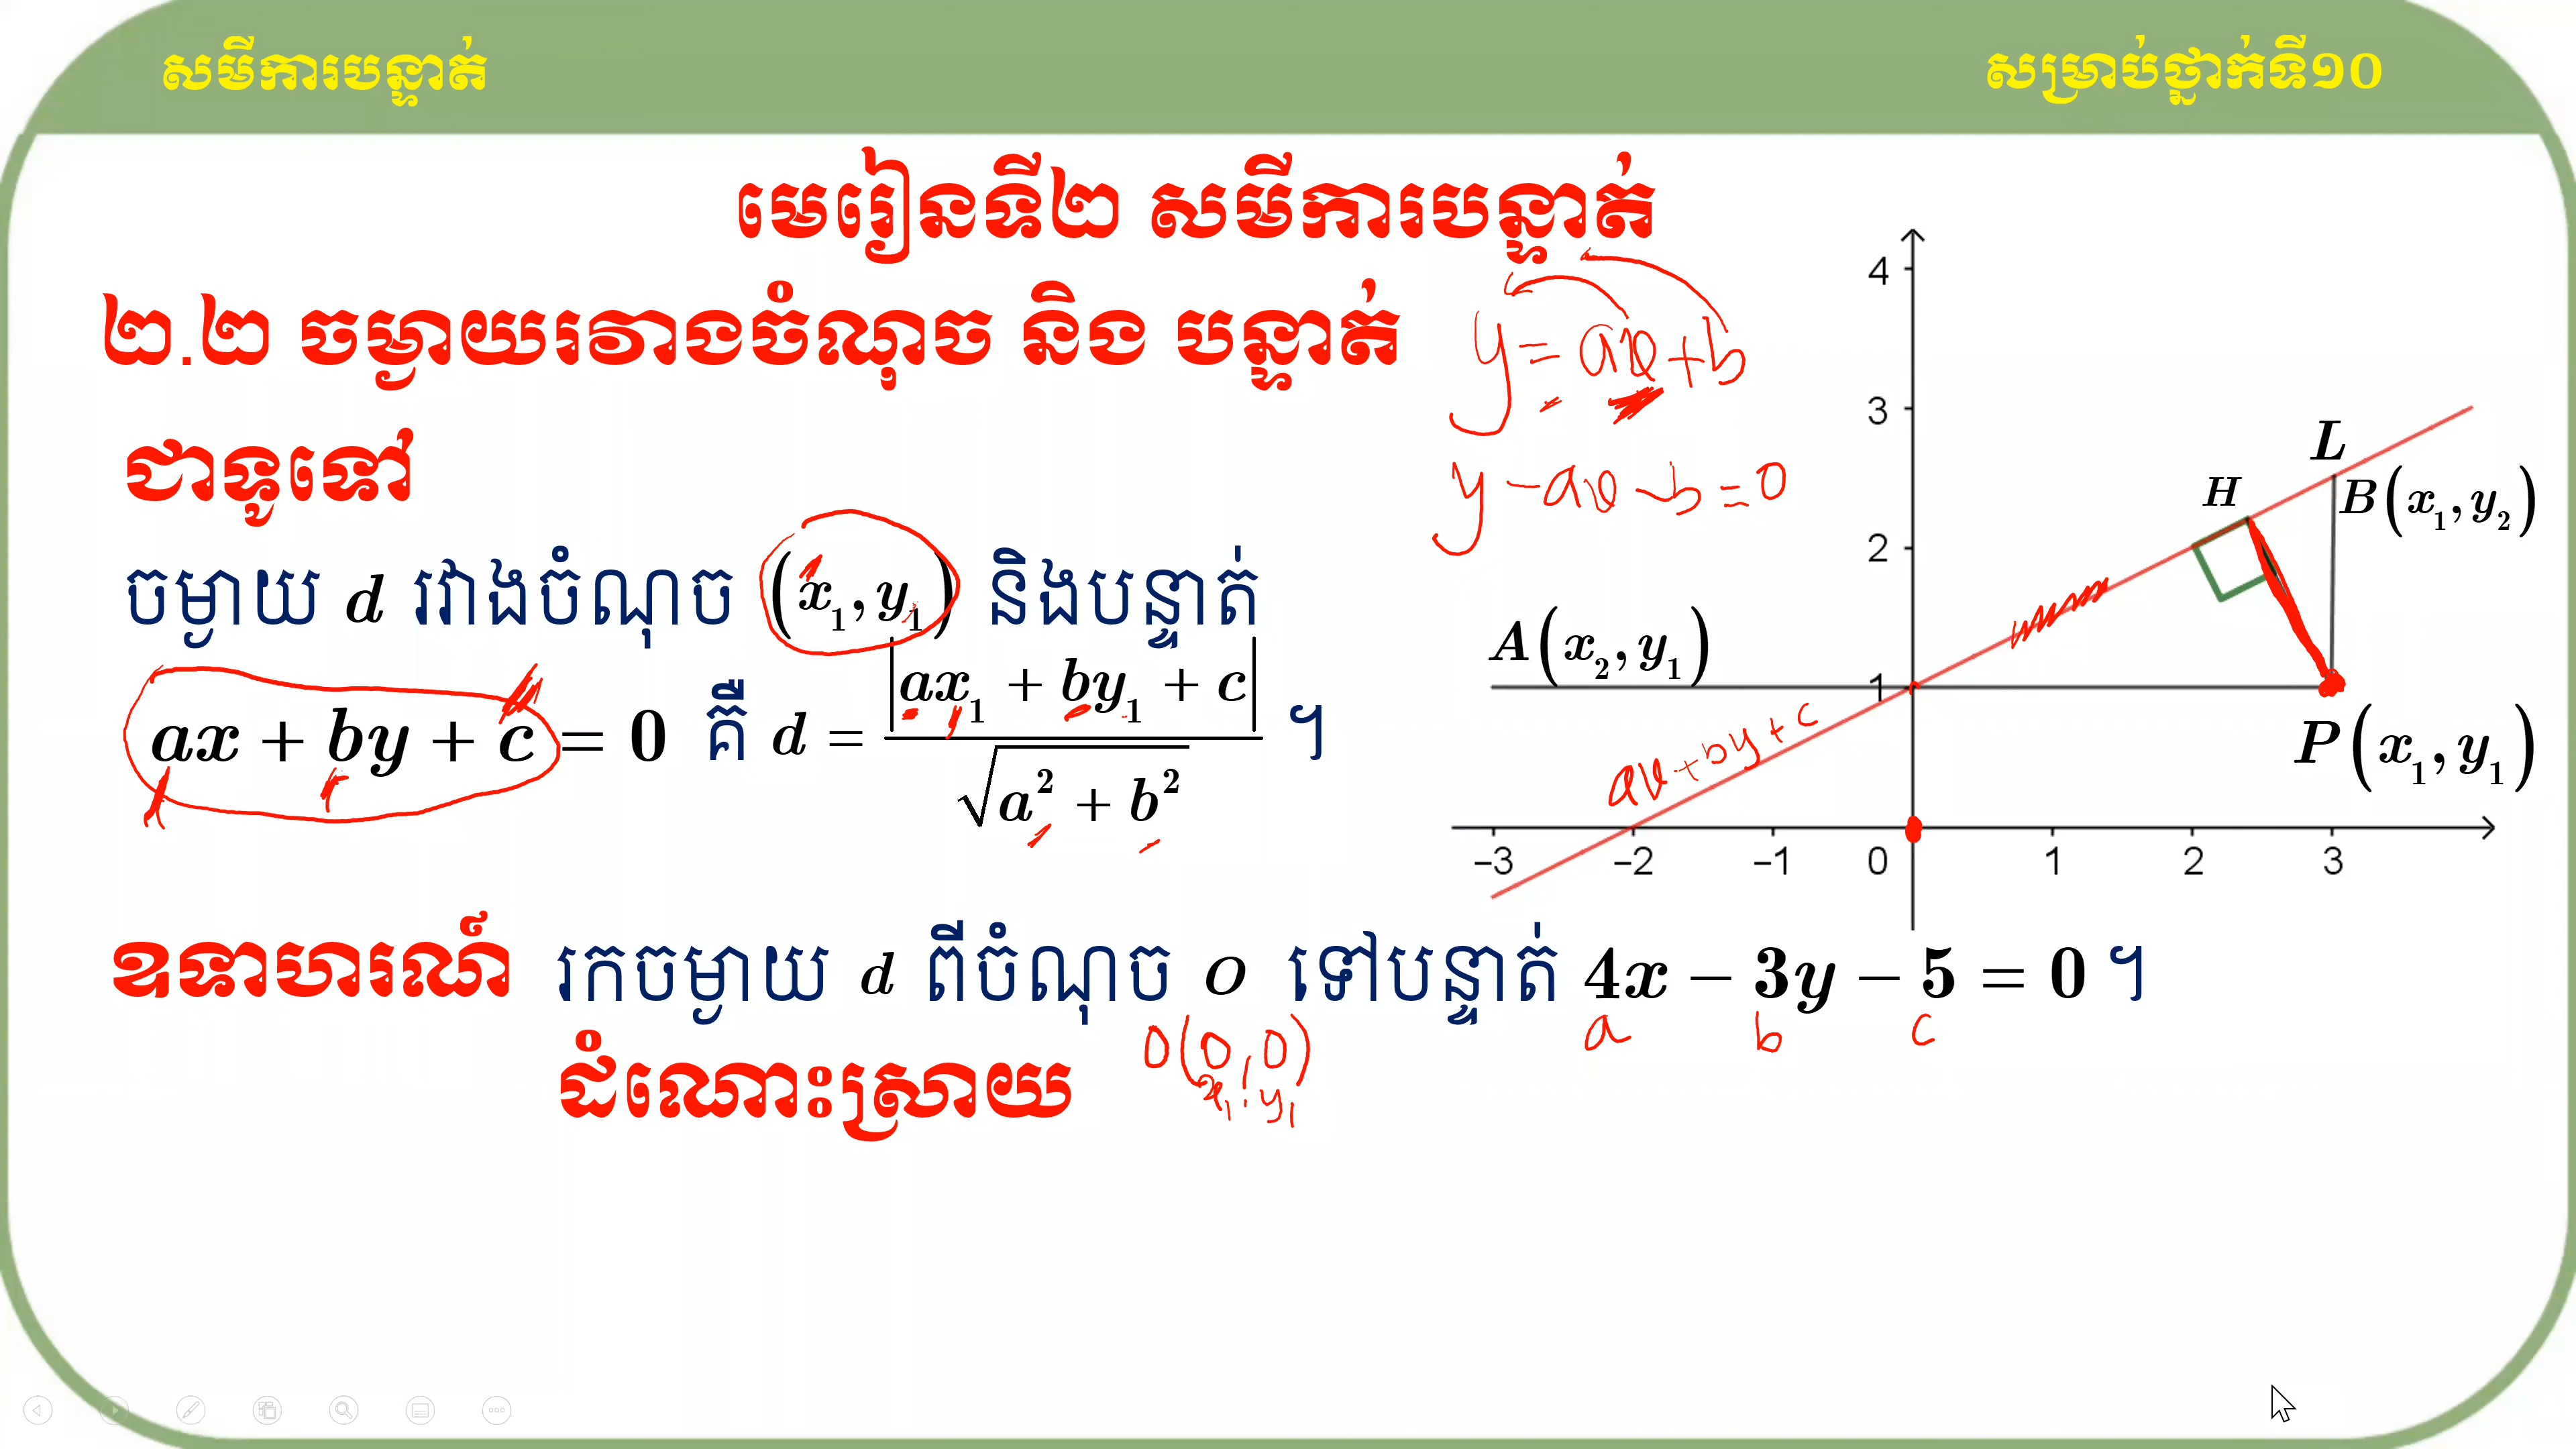 សមីការបន្ទាត់
សម្រាប់ថ្នាក់ទី១០
មេរៀនទី២ សមីការបន្ទាត់
២.២ ចម្ងាយរវាងចំណុច និង បន្ទាត់
y = ax + b
ជាទូទៅ
y - ax - b = 0
ចម្ងាយ d រវាងចំណុច (x₁, y₁) និងបន្ទាត់
ax + by + c = 0 គឺ d = |ax₁ + by₁ + c| / √(a² + b²) ។
4
3
2
1
L
H
B(x₁, y₂)
A(x₂, y₁)
P(x₁, y₁)
ax + by + c
−3 −2 −1 0 1 2 3
ឧទាហរណ៍ រកចម្ងាយ d ពីចំណុច O ទៅបន្ទាត់ 4x − 3y − 5 = 0 ។
a b c
ដំណោះស្រាយ
0(0, 0)
x₁ y₁